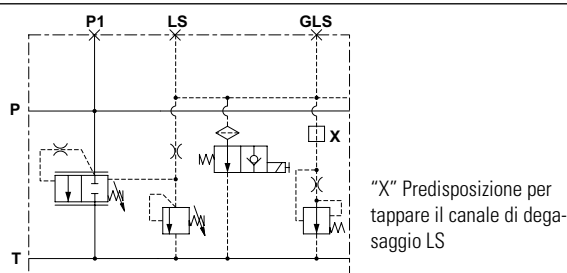 P1 LS GLS
P
X
T
"X" Predisposizione per
tappare il canale di dega-
saggio LS